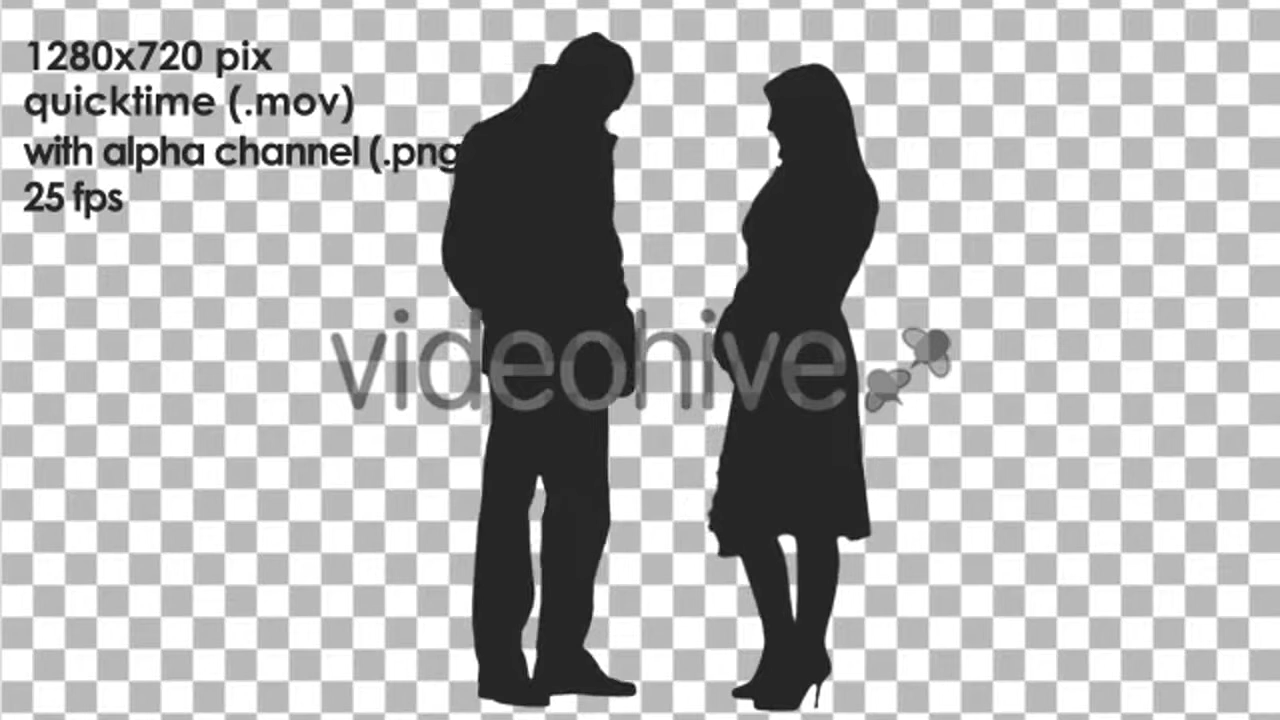 1280x720 pix
quicktime (.mov)
with alpha channel (.png
25 fps
videohive